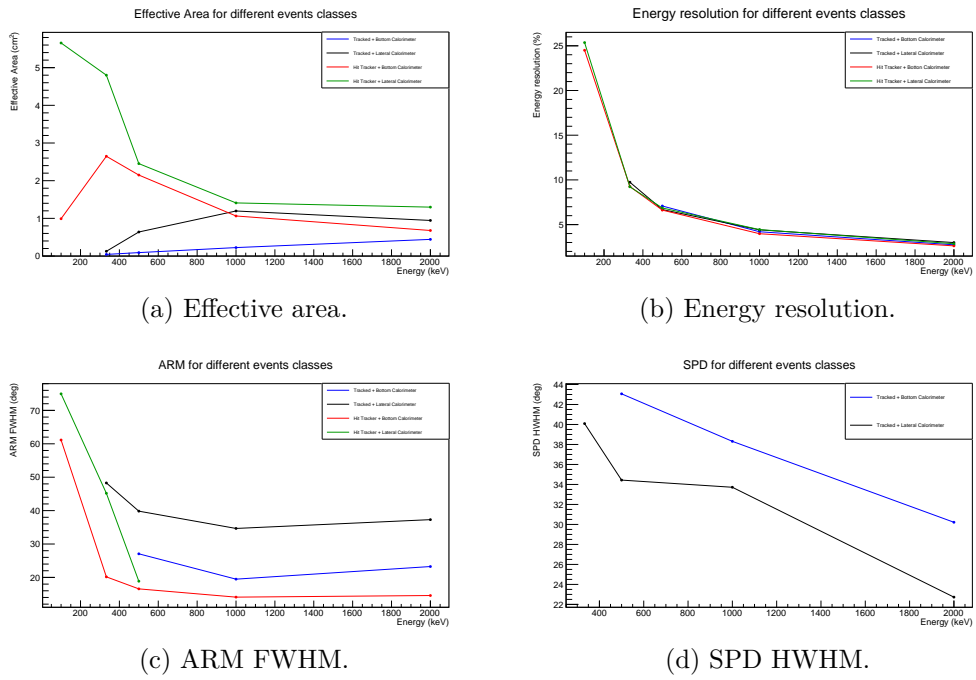 Effective Area for different events classes
Effective Area (cm²)
Tracked + Bottom Calorimeter
Tracked + Lateral Calorimeter
Hit Tracker + Bottom Calorimeter
Hit Tracker + Lateral Calorimeter
5
4
3
2
1
0
200 400 600 800 1000 1200 1400 1600 1800 2000
Energy (keV)
(a) Effective area.
Energy resolution for different events classes
Energy resolution (%)
Tracked + Bottom Calorimeter
Tracked + Lateral Calorimeter
Hit Tracker + Bottom Calorimeter
Hit Tracker + Lateral Calorimeter
25
20
15
10
5
200 400 600 800 1000 1200 1400 1600 1800 2000
Energy (keV)
(b) Energy resolution.
ARM for different events classes
ARM FWHM (deg)
Tracked + Bottom Calorimeter
Tracked + Lateral Calorimeter
Hit Tracker + Bottom Calorimeter
Hit Tracker + Lateral Calorimeter
70
60
50
40
30
20
200 400 600 800 1000 1200 1400 1600 1800 2000
Energy (keV)
(c) ARM FWHM.
SPD for different events classes
SPD HWHM (deg)
Tracked + Bottom Calorimeter
Tracked + Lateral Calorimeter
44
42
40
38
36
34
32
30
28
26
24
22
400 600 800 1000 1200 1400 1600 1800 2000
Energy (keV)
(d) SPD HWHM.